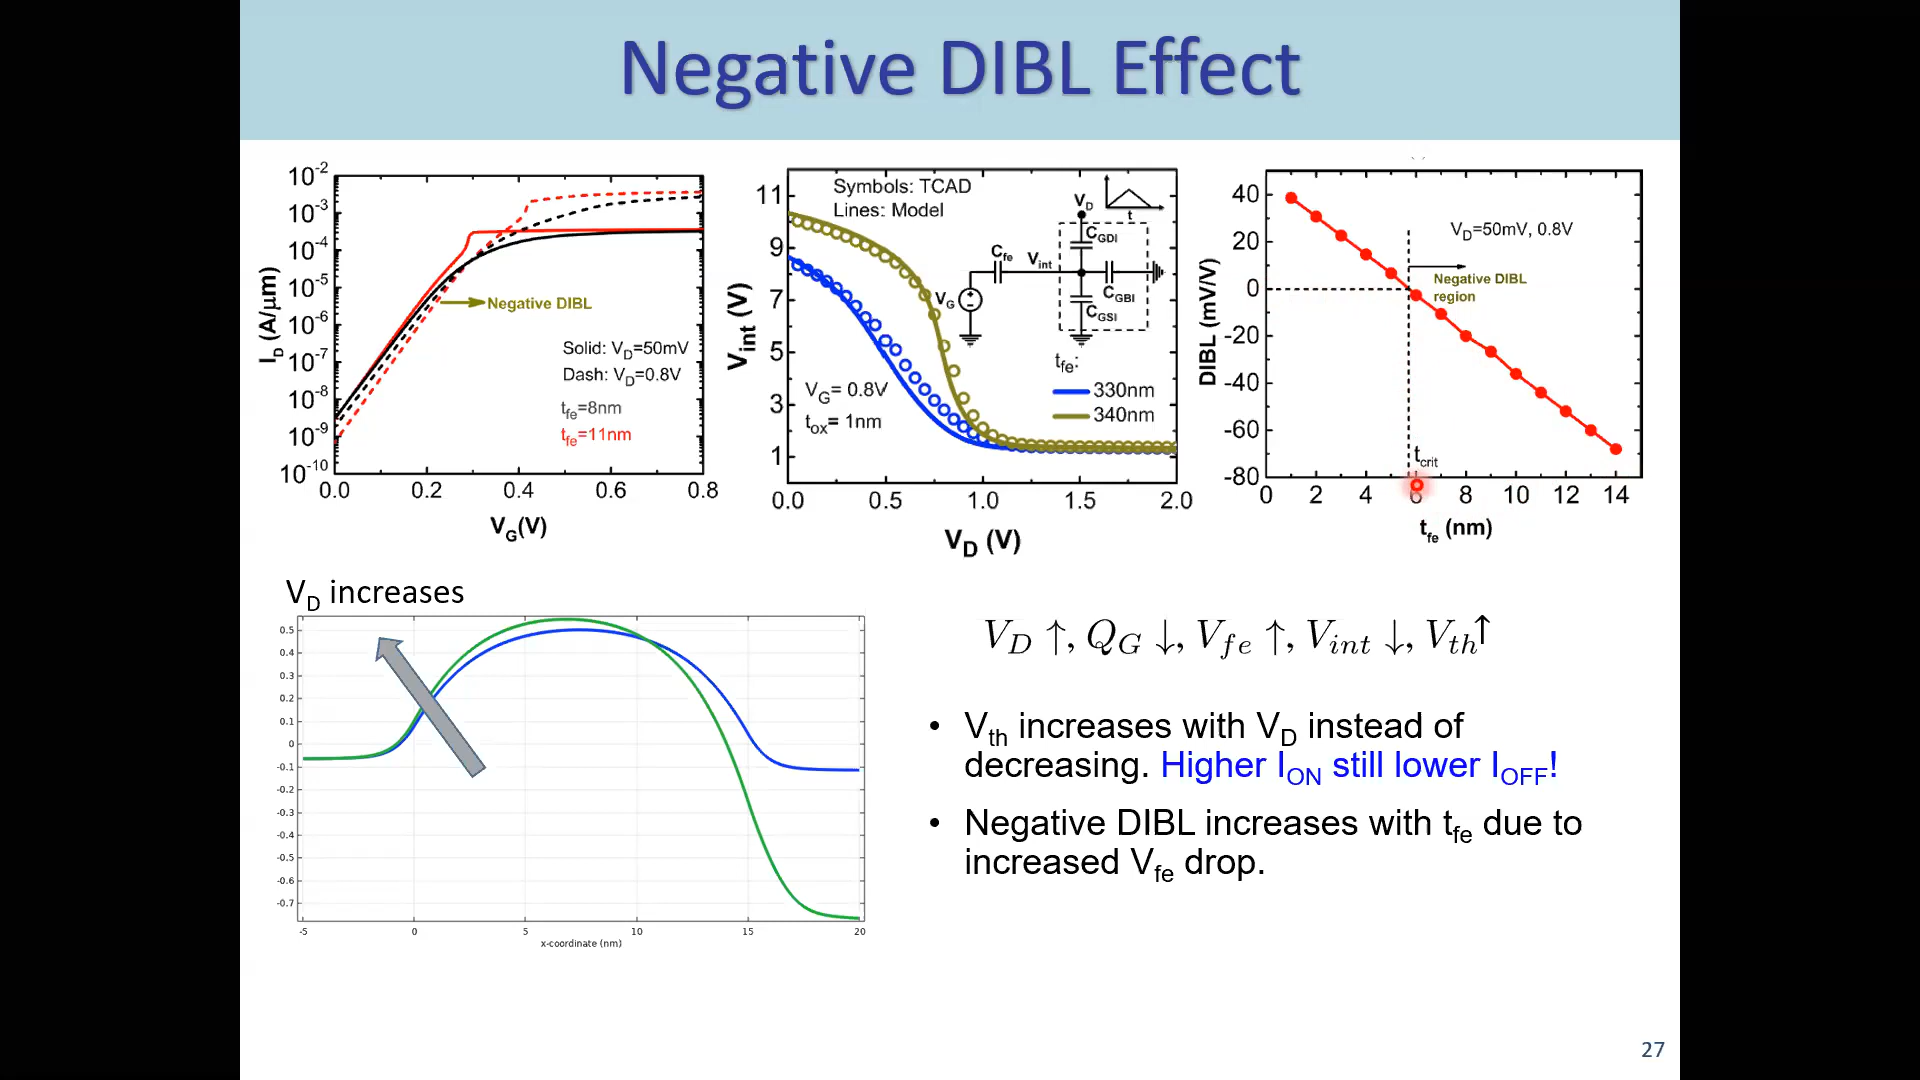 Negative DIBL Effect
10⁻²
10⁻³
10⁻⁴
10⁻⁵
10⁻⁶
10⁻⁷
10⁻⁸
10⁻⁹
10⁻¹⁰
I_D (A/μm)
Negative DIBL
Solid: V_D=50mV
Dash: V_D=0.8V
t_fe=8nm
t_fe=11nm
0.0 0.2 0.4 0.6 0.8
V_G(V)
11
9
7
5
3
1
V_int (V)
Symbols: TCAD
Lines: Model
V_D
t
C_GDI
C_fe V_int
V_G
C_GBI
C_GSI
t_fe:
330nm
340nm
V_G= 0.8V
t_ox= 1nm
0.0 0.5 1.0 1.5 2.0
V_D (V)
40
20
0
-20
-40
-60
-80
DIBL (mV/V)
V_D=50mV, 0.8V
Negative DIBL
region
t_crit
0 2 4 6 8 10 12 14
t_fe (nm)
V_D increases
0.5
0.4
0.3
0.2
0.1
0
-0.1
-0.2
-0.3
-0.4
-0.5
-0.6
-0.7
-5 0 5 10 15 20
x-coordinate (nm)
V_D ↑, Q_G ↓, V_fe ↑, V_int ↓, V_th↑
• V_th increases with V_D instead of
decreasing. Higher I_ON still lower I_OFF!
• Negative DIBL increases with t_fe due to
increased V_fe drop.
27